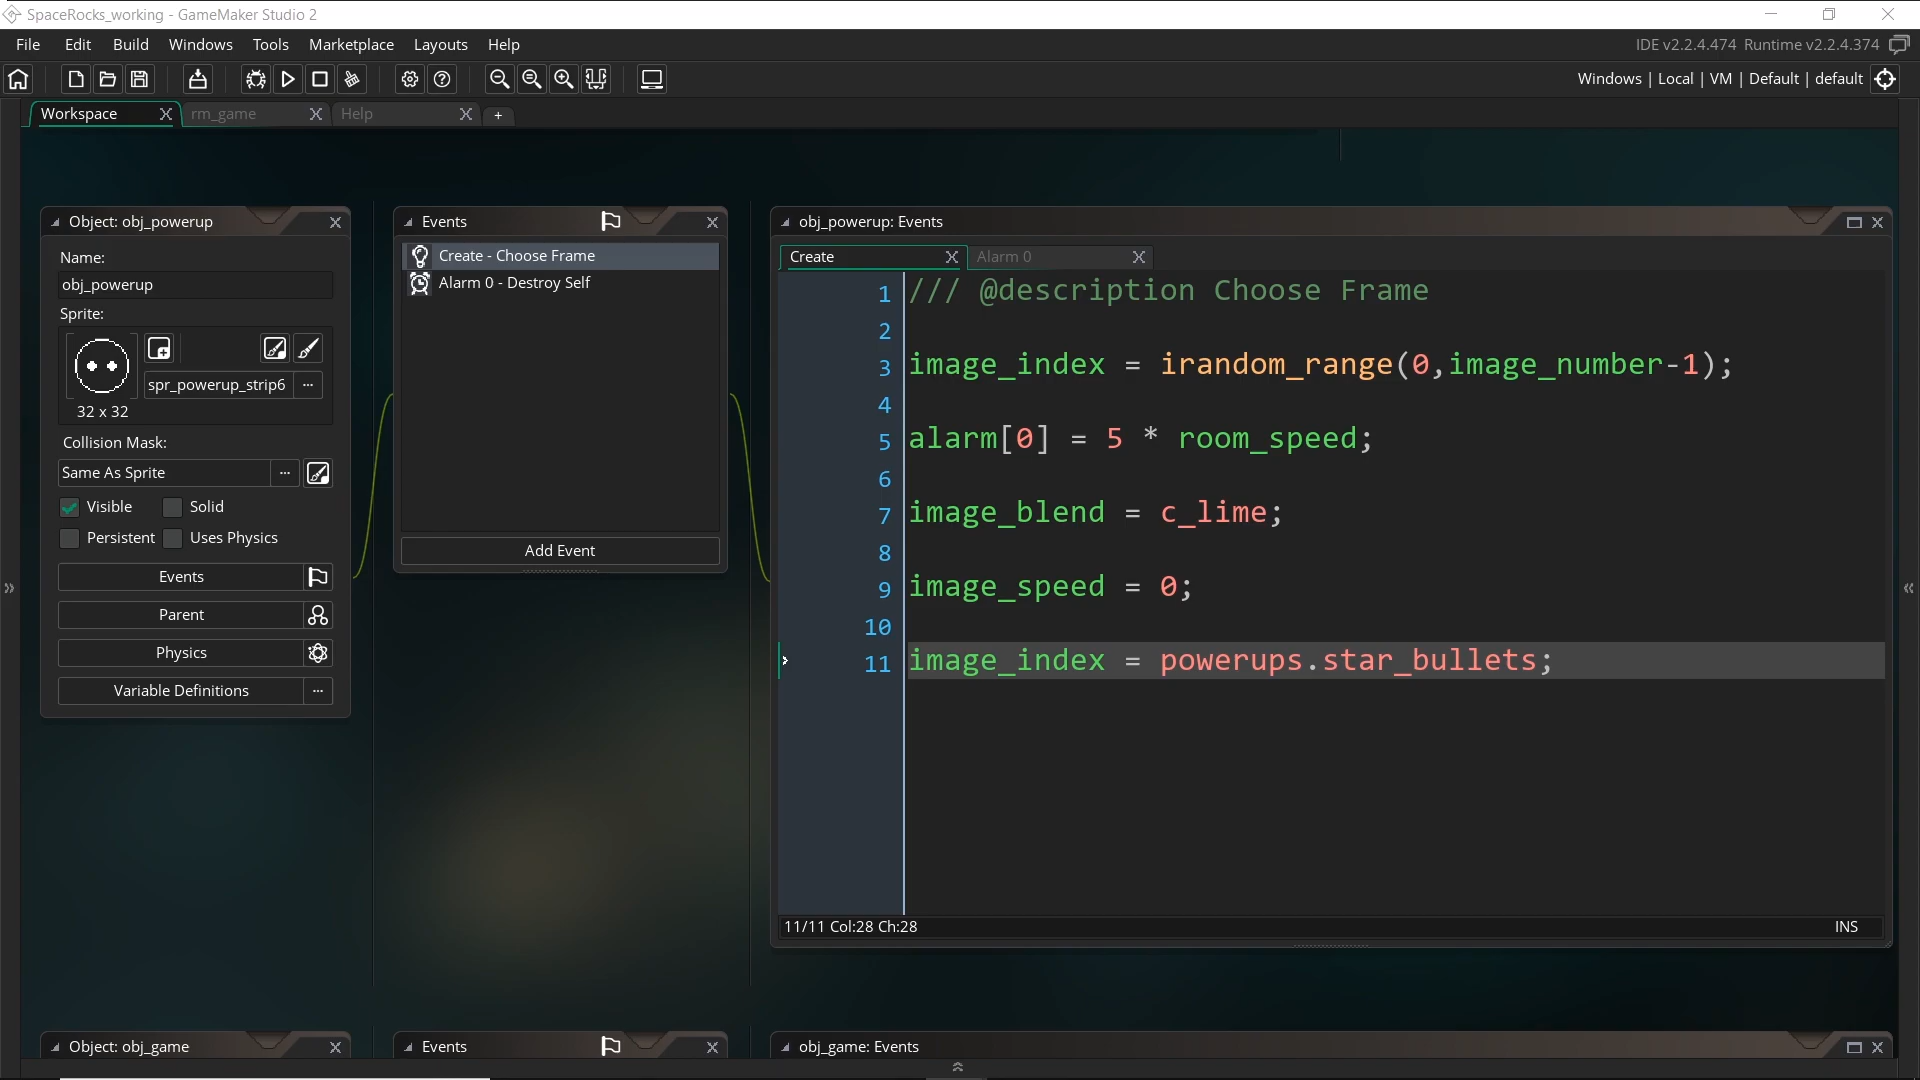 SpaceRocks_working - GameMaker Studio 2
File Edit Build Windows Tools Marketplace Layouts Help
IDE v2.2.4.474 Runtime v2.2.4.374
Windows | Local | VM | Default | default
Workspace
rm_game
Help
+
Object: obj_powerup
Name:
obj_powerup
Sprite:
spr_powerup_strip6
...
32 x 32
Collision Mask:
Same As Sprite
...
Visible
Solid
Persistent
Uses Physics
Events
Parent
Physics
Variable Definitions
...
Events
Create - Choose Frame
Alarm 0 - Destroy Self
Add Event
obj_powerup: Events
Create
Alarm 0
1 /// @description Choose Frame
2
3 image_index = irandom_range(0,image_number-1);
4
5 alarm[0] = 5 * room_speed;
6
7 image_blend = c_lime;
8
9 image_speed = 0;
10
11 image_index = powerups.star_bullets;
11/11 Col:28 Ch:28
INS
Object: obj_game
Events
obj_game: Events